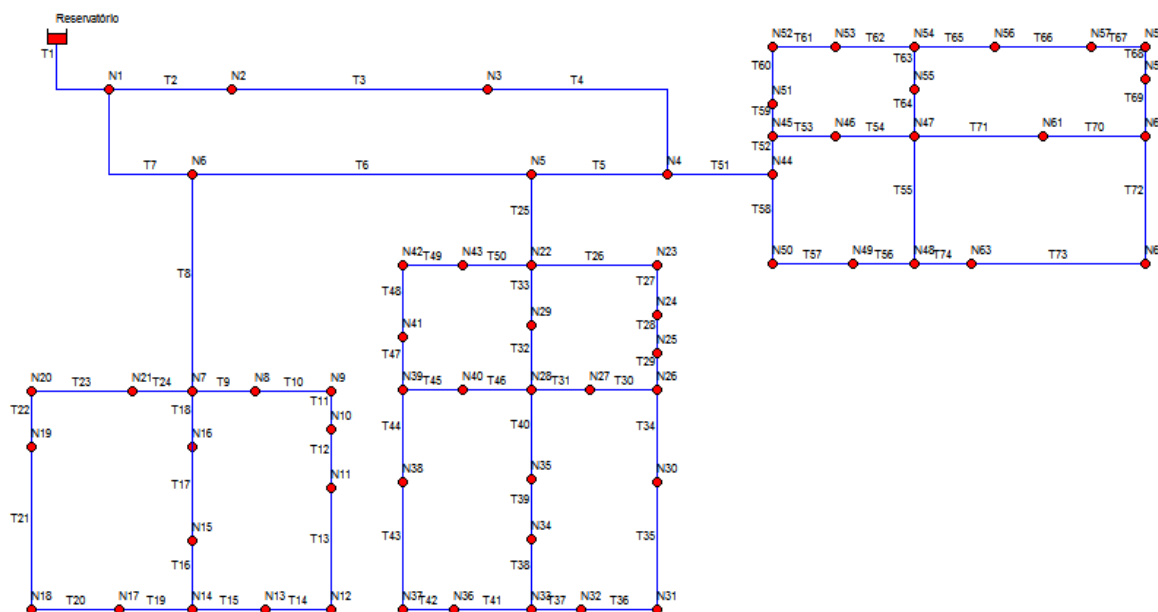 Reservatório
N52 T61 N53 T62 N54 T65 N56 T66 N57 T67
T1 T60 T63 T68
N1 T2 N2 T3 N3 T4 N55
N51 T59 T64 T69
N45 T53 N46 T54 N47 T71 N61 T70
T52
T7 N6 T6 N5 T5 N4 T51 N44
T25 T58 T55 T72
N42 T49 N43 T50 N22 T26 N23 N50 T57 N49 T56 N48 T74 N63 T73
T8 T48 T33 T27
N29 N24
T28
N41 T47 T32 N25 T29
N20 T23 N21 T24 N7 T9 N8 T10 N9 N39 T45 N40 T46 N28 T31 N27 T30 N26
T22 T18 T11
N10 T44 T40 T34
N19 N16 T12
N11 N38 N35 N30
T17
T21 T39
N15 T13 T43 N34 T35
T16 T38
N18 T20 N17 T19 N14 T15 N13 T14 N12 N37 T42 N36 T41 N33 T37 N32 T36 N31